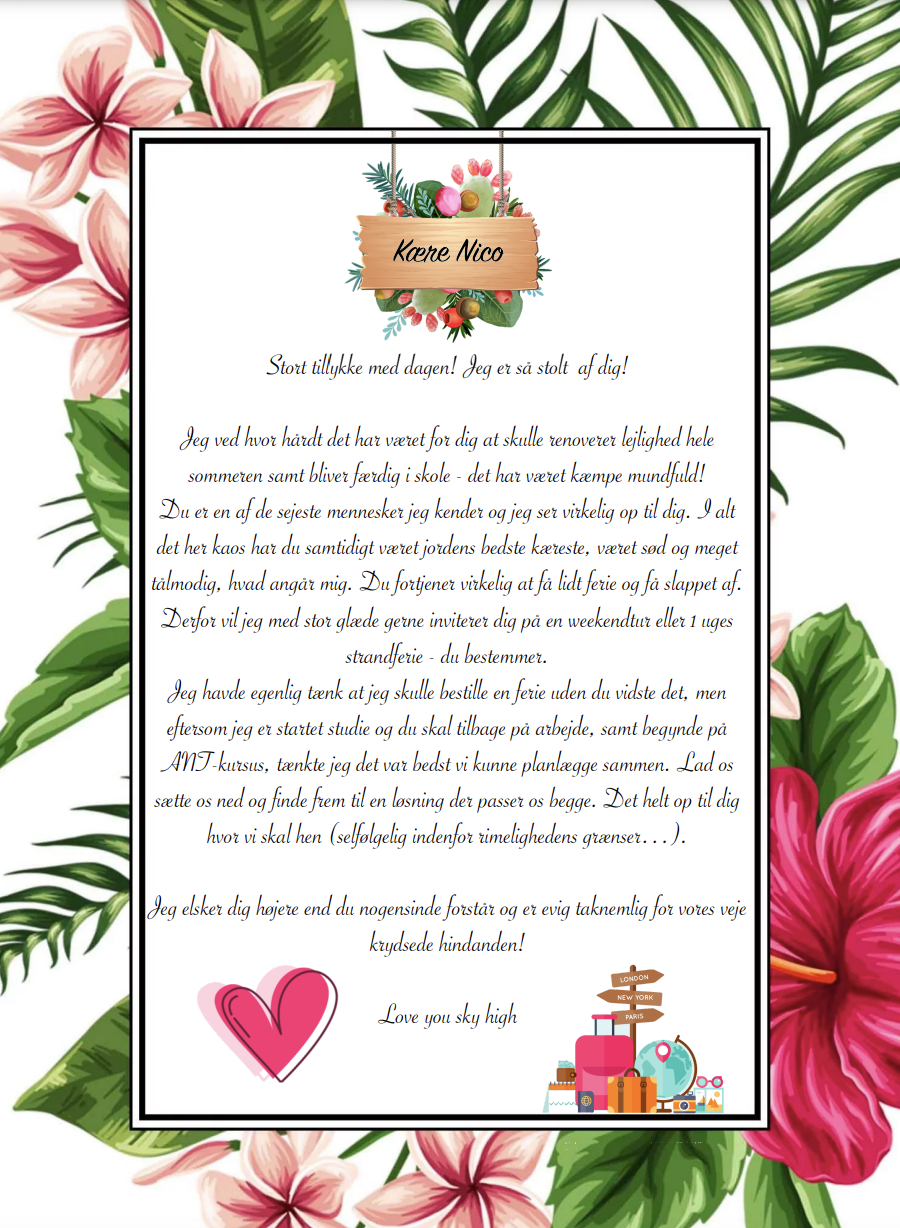 Kære Nico
Stort tillykke med dagen! Jeg er så stolt af dig!
Jeg ved hvor hårdt det har været for dig at skulle renoverer lejlighed hele
sommeren samt bliver færdig i skole - det har været kæmpe mundfuld!
Du er en af de sejeste mennesker jeg kender og jeg ser virkelig op til dig. I alt
det her kaos har du samtidigt været jordens bedste kæreste, været sød og meget
tålmodig, hvad angår mig. Du fortjener virkelig at få lidt ferie og få slappet af.
Derfor vil jeg med stor glæde gerne inviterer dig på en weekendtur eller 1 uges
strandferie - du bestemmer.
Jeg havde egenlig tænk at jeg skulle bestille en ferie uden du vidste det, men
eftersom jeg er startet studie og du skal tilbage på arbejde, samt begynde på
ANT-kursus, tænkte jeg det var bedst vi kunne planlægge sammen. Lad os
sætte os ned og finde frem til en løsning der passer os begge. Det helt op til dig
hvor vi skal hen (selfølgelig indenfor rimelighedens grænser...).
Jeg elsker dig højere end du nogensinde forstår og er evig taknemlig for vores veje
krydsede hindanden!
LONDON
NEW YORK
PARIS
Love you sky high